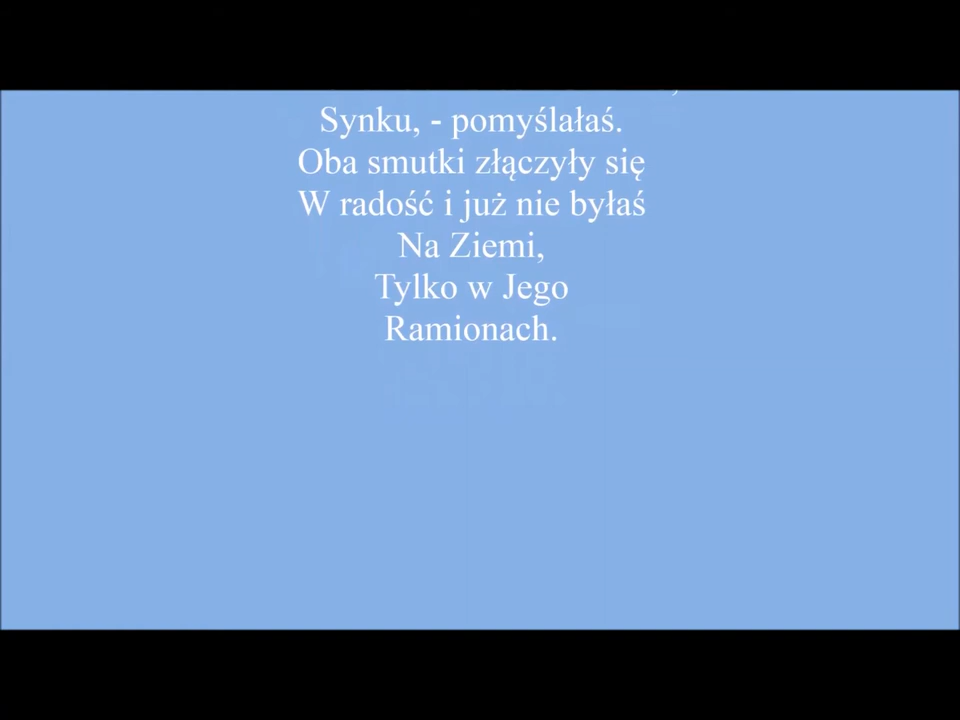 Synku, - pomyślałaś.
Oba smutki złączyły się
W radość i już nie byłaś
Na Ziemi,
Tylko w Jego
Ramionach.